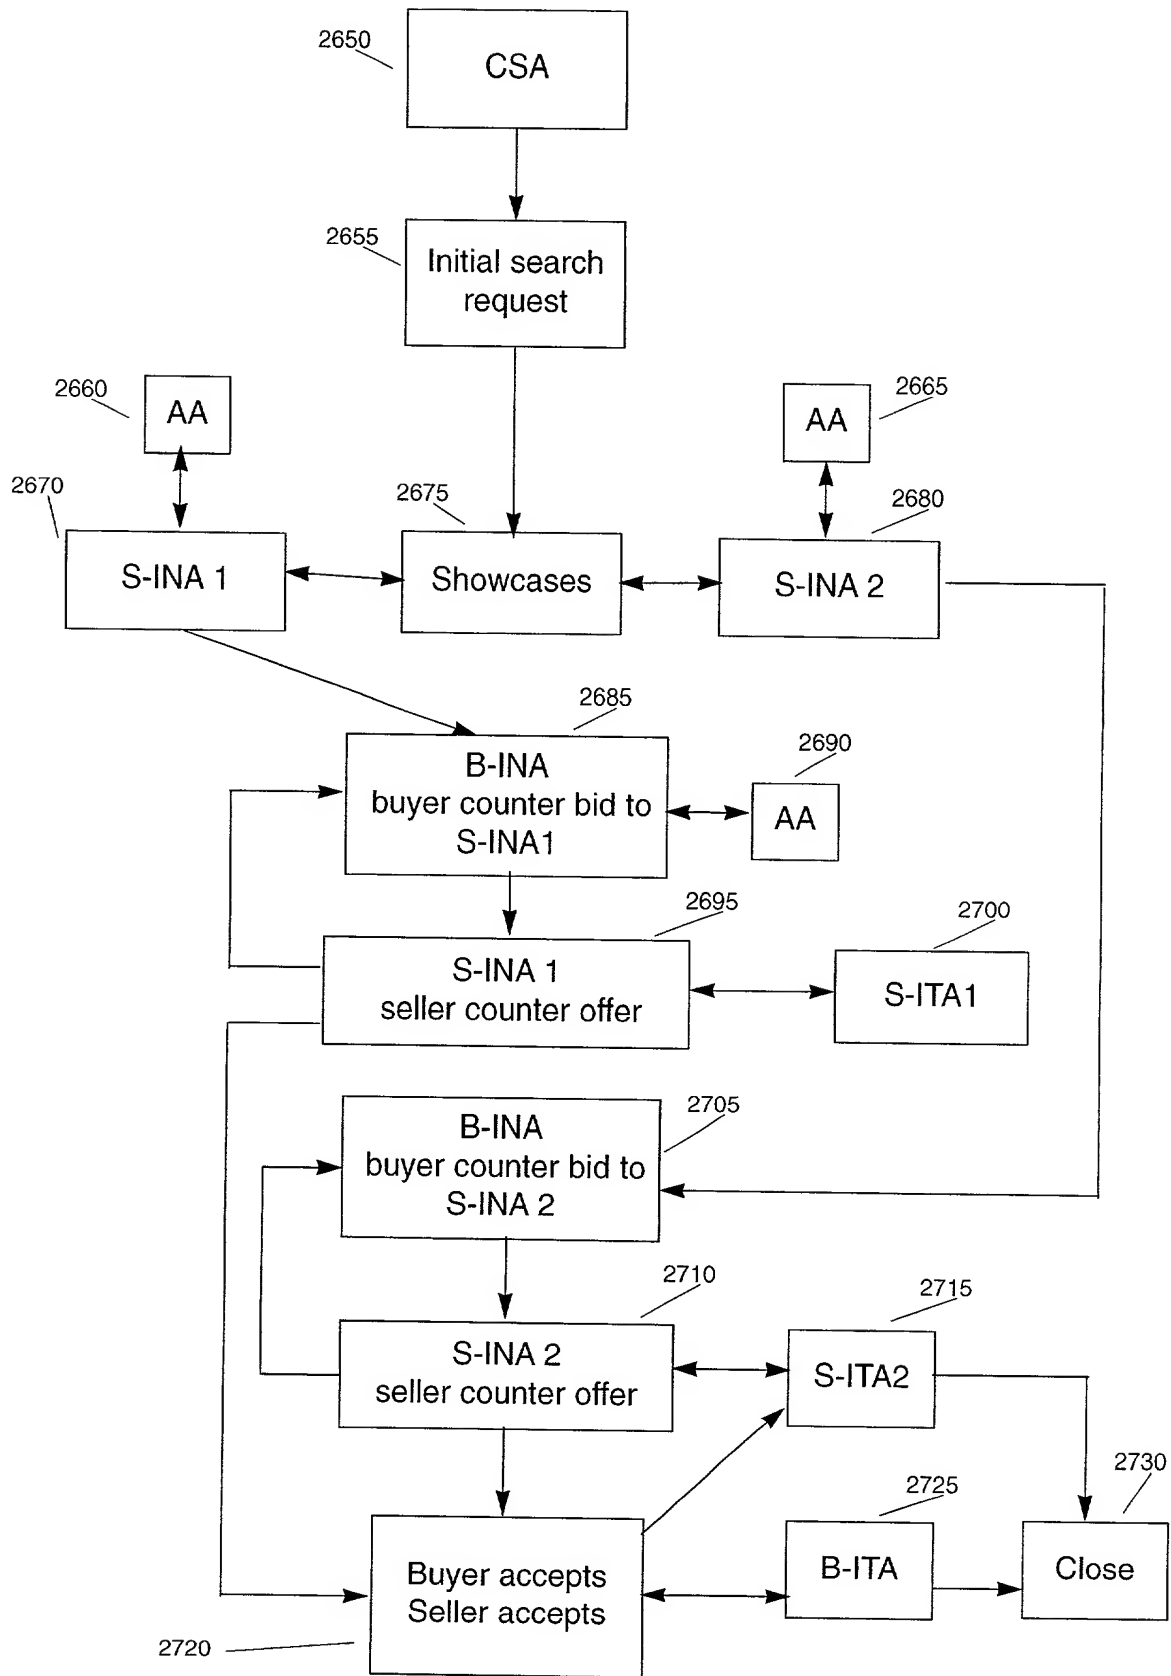 2650
CSA
2655
Initial search
request
2660
AA
2665
AA
2670
S-INA 1
2675
Showcases
2680
S-INA 2
2685
B-INA
buyer counter bid to
S-INA1
2690
AA
2695
S-INA 1
seller counter offer
2700
S-ITA1
2705
B-INA
buyer counter bid to
S-INA 2
2710
S-INA 2
seller counter offer
2715
S-ITA2
2720
Buyer accepts
Seller accepts
2725
B-ITA
2730
Close